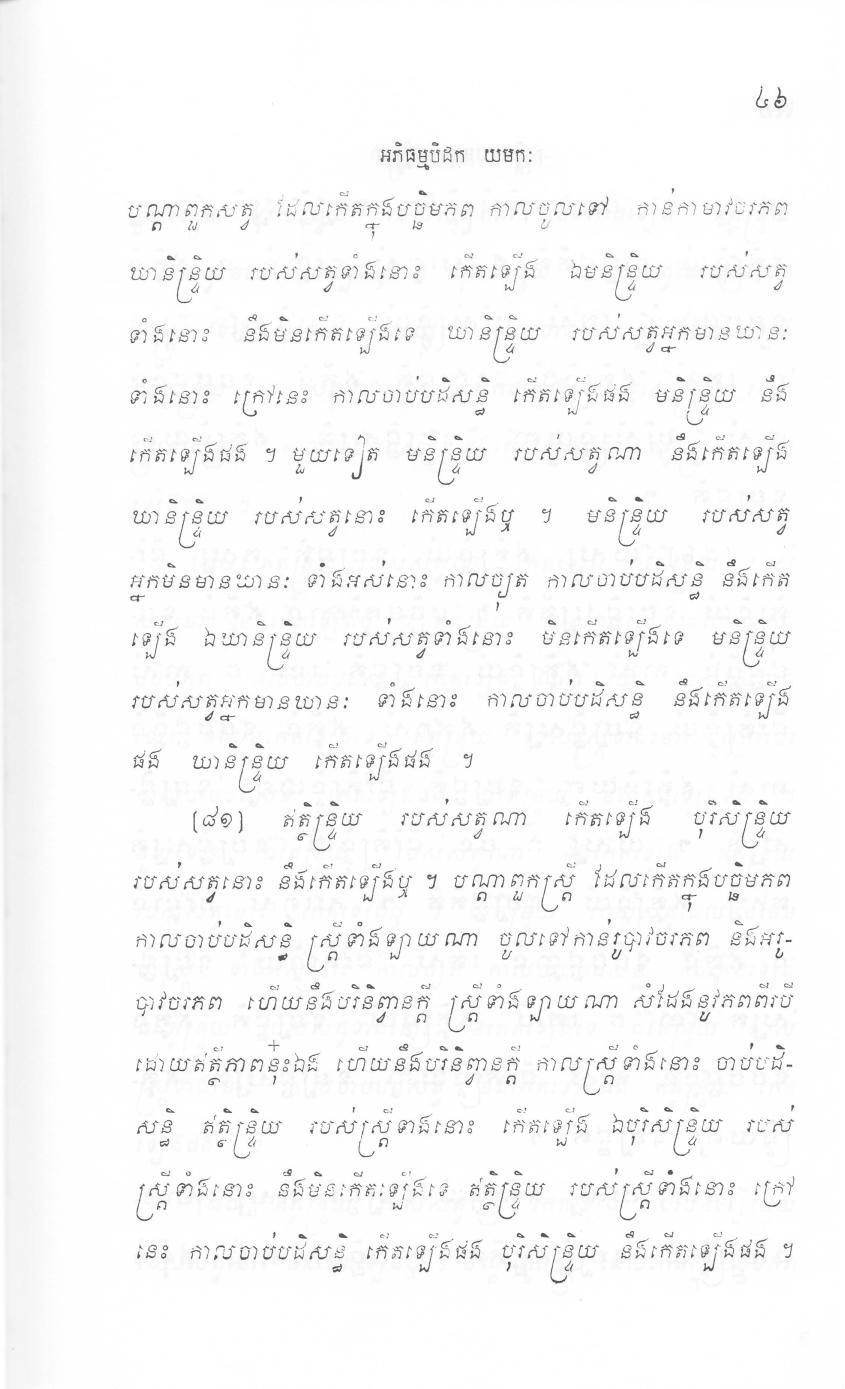 ៤៦
អភិធម្មបិដក យមកៈ
បណ្តាពួកសត្វ ដែលកើតក្នុងបច្ឆិមភព កាលចូលទៅ កាន់កាមាវចរភព
ឃានិន្ទ្រិយ របស់សត្វទាំងនោះ កើតឡើង ឯមនិន្ទ្រិយ របស់សត្វ
ទាំងនោះ នឹងមិនកើតឡើងទេ ឃានិន្ទ្រិយ របស់សត្វអ្នកមានឃានៈ
ទាំងនោះ ក្រៅនេះ កាលចាប់បដិសន្ធិ កើតឡើងផង មនិន្ទ្រិយ នឹង
កើតឡើងផង ។ មួយទៀត មនិន្ទ្រិយ របស់សត្វណា នឹងកើតឡើង
ឃានិន្ទ្រិយ របស់សត្វនោះ កើតឡើងឬ ។ មនិន្ទ្រិយ របស់សត្វ
អ្នកមិនមានឃានៈ ទាំងអស់នោះ កាលច្យុត កាលចាប់បដិសន្ធិ នឹងកើត
ឡើង ឯឃានិន្ទ្រិយ របស់សត្វទាំងនោះ មិនកើតឡើងទេ មនិន្ទ្រិយ
របស់សត្វអ្នកមានឃានៈ ទាំងនោះ កាលចាប់បដិសន្ធិ នឹងកើតឡើង
ផង ឃានិន្ទ្រិយ កើតឡើងផង ។
(៨១) ឥត្ថិន្ទ្រិយ របស់សត្វណា កើតឡើង បុរិសិន្ទ្រិយ
របស់សត្វនោះ នឹងកើតឡើងឬ ។ បណ្តាពួកស្រ្តី ដែលកើតក្នុងបច្ឆិមភព
កាលចាប់បដិសន្ធិ ស្រ្តីទាំងឡាយណា ចូលទៅកាន់រូបាវចរភព និងអរូ-
បាវចរភព ហើយនឹងបរិនិព្វានក្តី ស្រ្តីទាំងឡាយណា សំដែងនូវភពពីរបី
ដោយឥត្ថីភាពនុ៎ះឯង ហើយនឹងបរិនិព្វានក្តី កាលស្រ្តីទាំងនោះ ចាប់បដិ-
សន្ធិ ឥត្ថិន្ទ្រិយ របស់ស្រ្តីទាងនោះ កើតឡើង ឯបុរិសិន្ទ្រិយ របស់
ស្រ្តីទាំងនោះ នឹងមិនកើតឡើងទេ ឥត្ថិន្ទ្រិយ របស់ស្រ្តីទាំងនោះ ក្រៅ
នេះ កាលចាប់បដិសន្ធិ កើតឡើងផង បុរិសិន្ទ្រិយ នឹងកើតឡើងផង ។